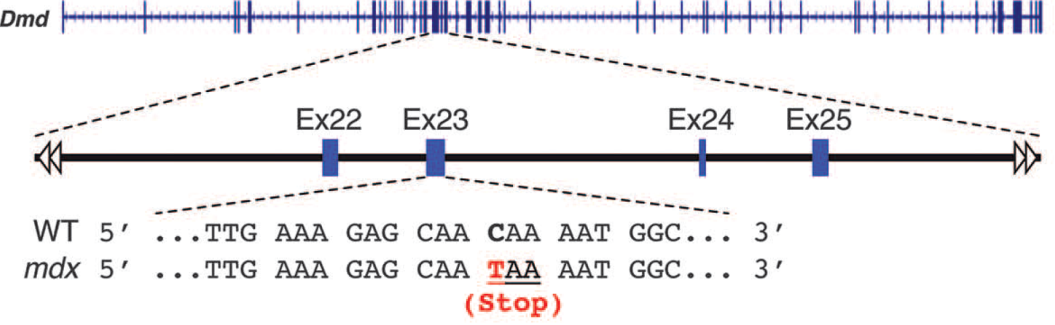 Dmd
Ex22 Ex23 Ex24 Ex25
WT 5′ ...TTG AAA GAG CAA CAA AAT GGC... 3′
mdx 5′ ...TTG AAA GAG CAA TAA AAT GGC... 3′
(Stop)